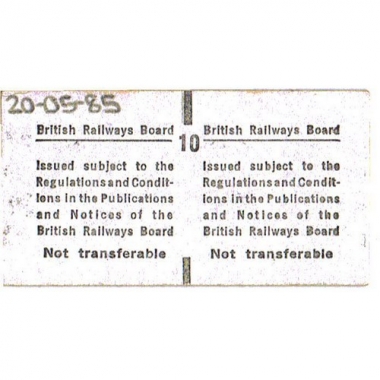 20-05-85
British Railways Board
Issued subject to the
Regulations and Condit-
ions in the Publications
and Notices of the
British Railways Board
Not transferable
10
British Railways Board
Issued subject to the
Regulations and Condit-
ions in the Publications
and Notices of the
British Railways Board
Not transferable